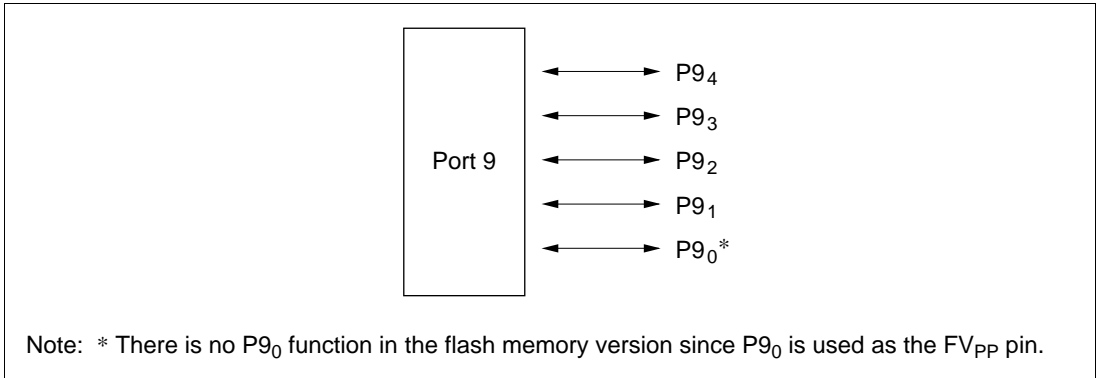 P9₄
P9₃
Port 9
P9₂
P9₁
P9₀*
Note: * There is no P9₀ function in the flash memory version since P9₀ is used as the FVPP pin.